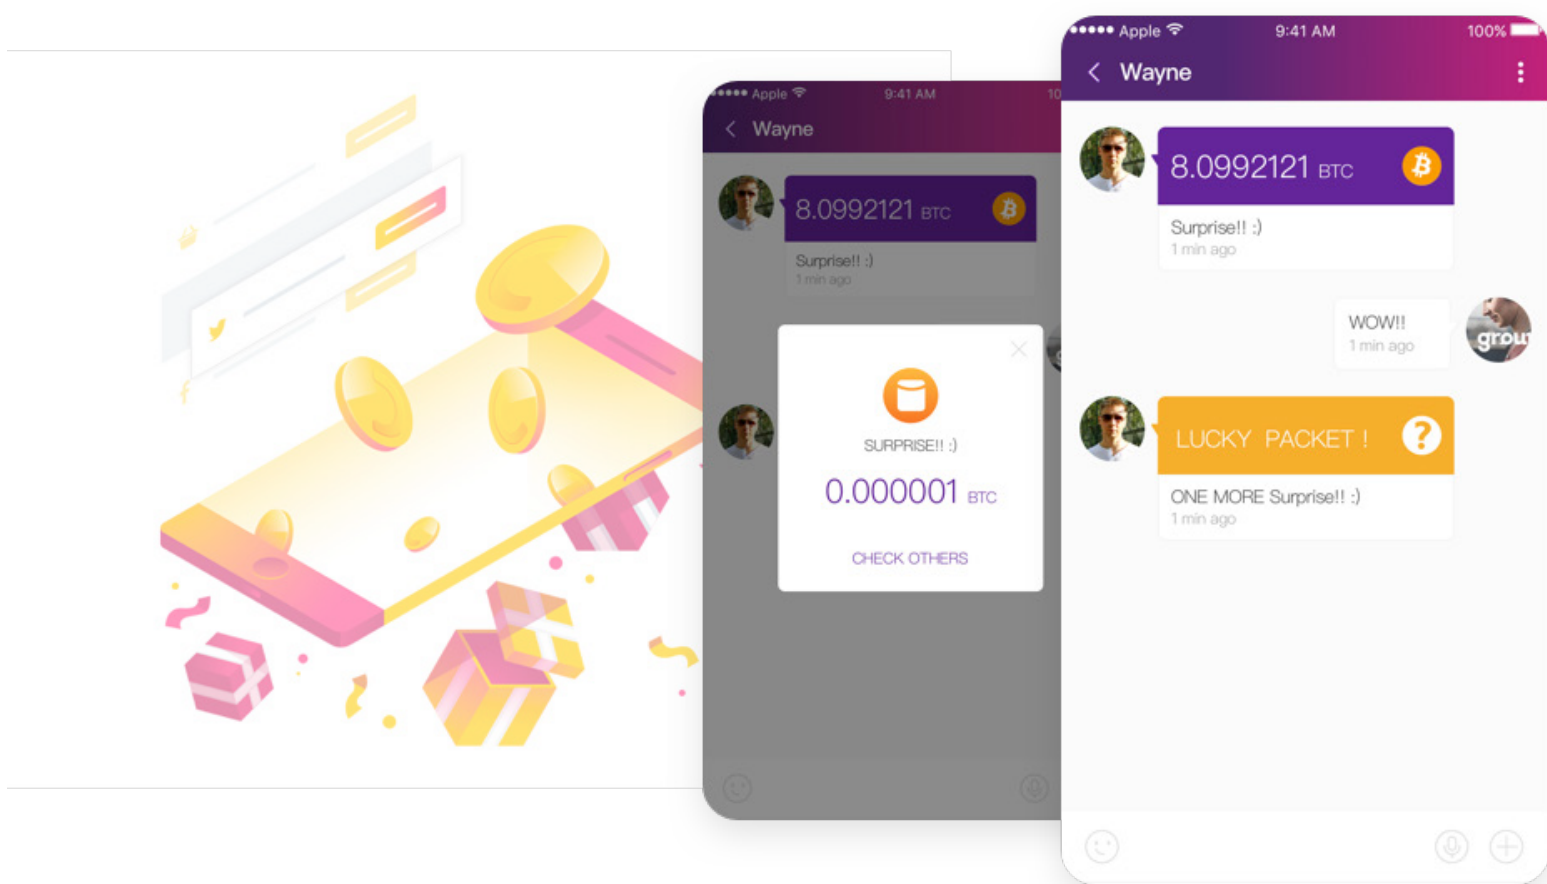 Apple 9:41 AM 10
Wayne
8.0992121 BTC
Surprise!! :)
1 min ago
SURPRISE!! :)
0.000001 BTC
CHECK OTHERS
Apple 9:41 AM 100%
Wayne
8.0992121 BTC
Surprise!! :)
1 min ago
WOW!!
1 min ago
grou
LUCKY PACKET !
ONE MORE Surprise!! :)
1 min ago